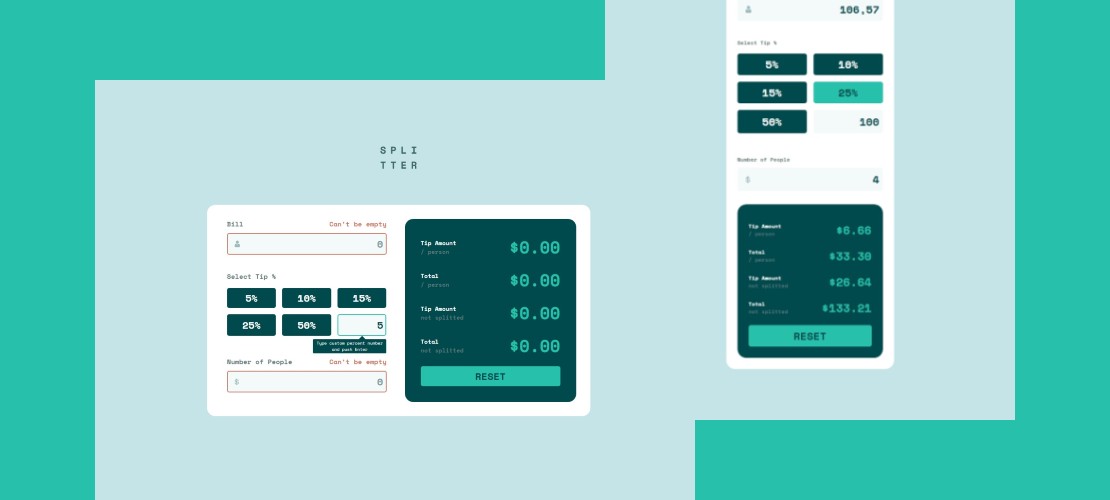 SPLI
TTER
Bill
Can't be empty
0
Select Tip %
5%
10%
15%
25%
50%
5
Type custom percent number
and push Enter
Number of People
Can't be empty
$
0
Tip Amount
/ person
$0.00
Total
/ person
$0.00
Tip Amount
not splitted
$0.00
Total
not splitted
$0.00
RESET
106,57
Select Tip %
5%
10%
15%
25%
50%
100
Number of People
$
4
Tip Amount
/ person
$6.66
Total
/ person
$33.30
Tip Amount
not splitted
$26.64
Total
not splitted
$133.21
RESET